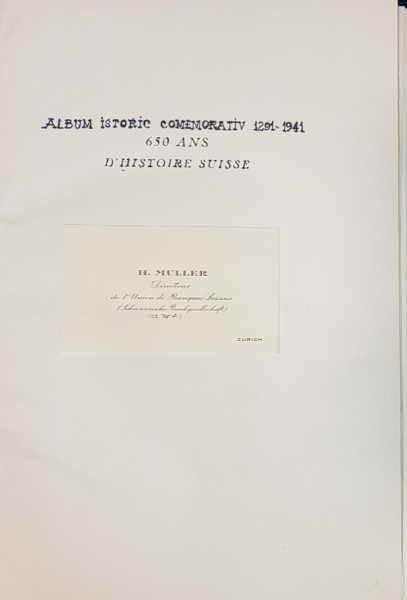 ALBUM ISTORIC COMEMORATIV 1291-1941
650 ANS
D'HISTOIRE SUISSE
H. MULLER
Directeur
de l'Union de Banques Suisses
(Schweizerische Bankgesellschaft)
ZURICH